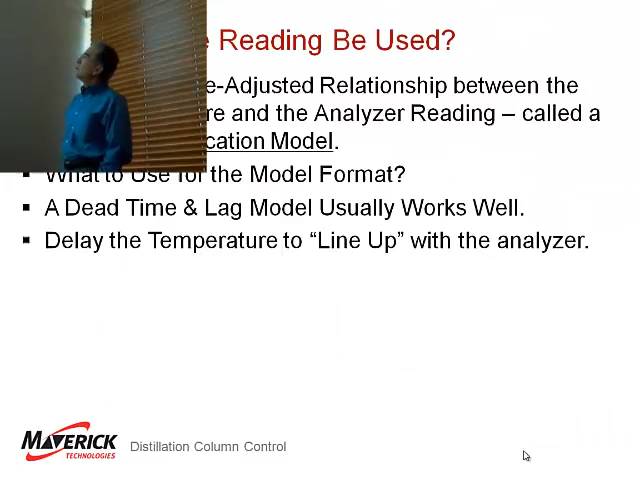 Reading Be Used?
-Adjusted Relationship between the
and the Analyzer Reading – called a
Model.
What to Use for the Model Format?
A Dead Time & Lag Model Usually Works Well.
Delay the Temperature to “Line Up” with the analyzer.
MAVERICK
TECHNOLOGIES
Distillation Column Control